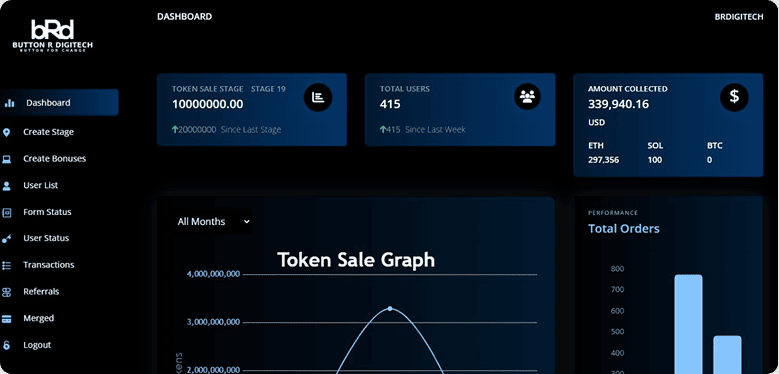 bRd
BUTTON R DIGITECH
BUTTON FOR CHANGE
DASHBOARD
BRDIGITECH
Dashboard
Create Stage
Create Bonuses
User List
Form Status
User Status
Transactions
Referrals
Merged
Logout
TOKEN SALE STAGE STAGE 19
10000000.00
20000000 Since Last Stage
TOTAL USERS
415
415 Since Last Week
AMOUNT COLLECTED
339,940.16
USD
$
ETH SOL BTC
297,356 100 0
All Months
Token Sale Graph
4,000,000,000
3,000,000,000
2,000,000,000
kens
PERFORMANCE
Total Orders
800
700
600
500
400
300